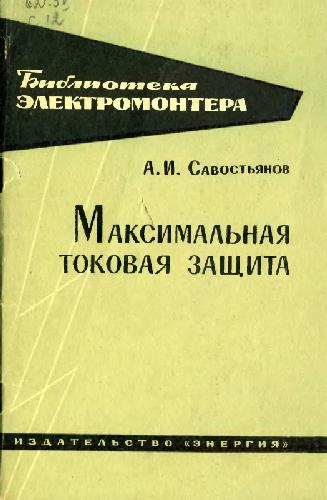 Библиотека
ЭЛЕКТРОМОНТЕРА
А. И. САВОСТЬЯНОВ
МАКСИМАЛЬНАЯ
ТОКОВАЯ ЗАЩИТА
ИЗДАТЕЛЬСТВО «ЭНЕРГИЯ»